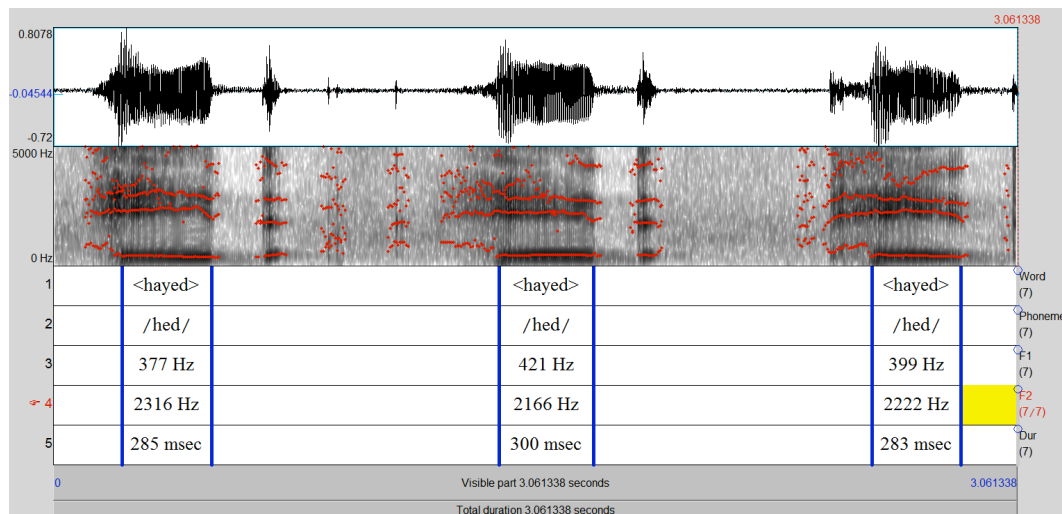 3.061338
0.8078
-0.04544
-0.72
5000 Hz
0 Hz
1 <hayed> <hayed> <hayed> Word (7)
2 /hed/ /hed/ /hed/ Phoneme (7)
3 377 Hz 421 Hz 399 Hz F1 (7)
4 2316 Hz 2166 Hz 2222 Hz F2 (7/7)
5 285 msec 300 msec 283 msec Dur (7)
0 Visible part 3.061338 seconds 3.061338
Total duration 3.061338 seconds